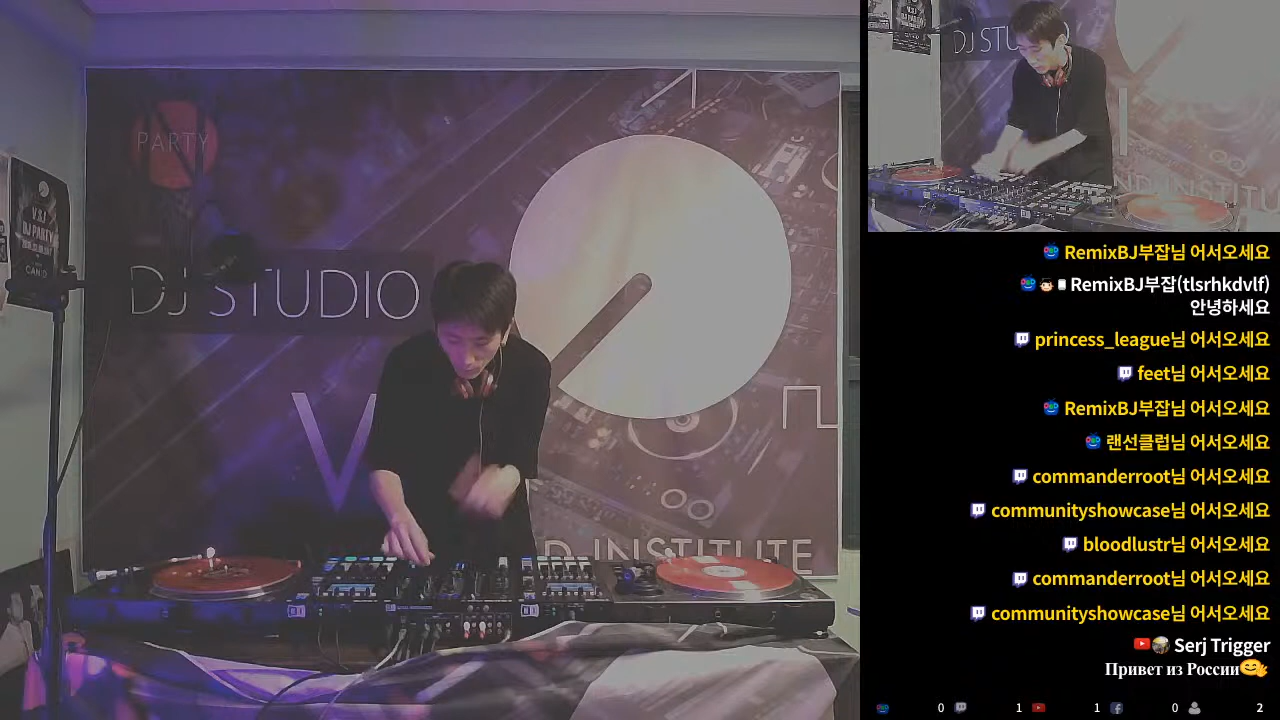 PARTY
DJ STUDIO
V
D INSTITUTE
V.S.I
DJ PARTY
CAN D
DJ STU
ND INSTITU
RemixBJ부잡님 어서오세요
RemixBJ부잡(tlsrhkdvlf)
안녕하세요
princess_league님 어서오세요
feet님 어서오세요
RemixBJ부잡님 어서오세요
랜선클럽님 어서오세요
commanderroot님 어서오세요
communityshowcase님 어서오세요
bloodlustr님 어서오세요
commanderroot님 어서오세요
communityshowcase님 어서오세요
Serj Trigger
Привет из России😊👋
0 1 1 0 2